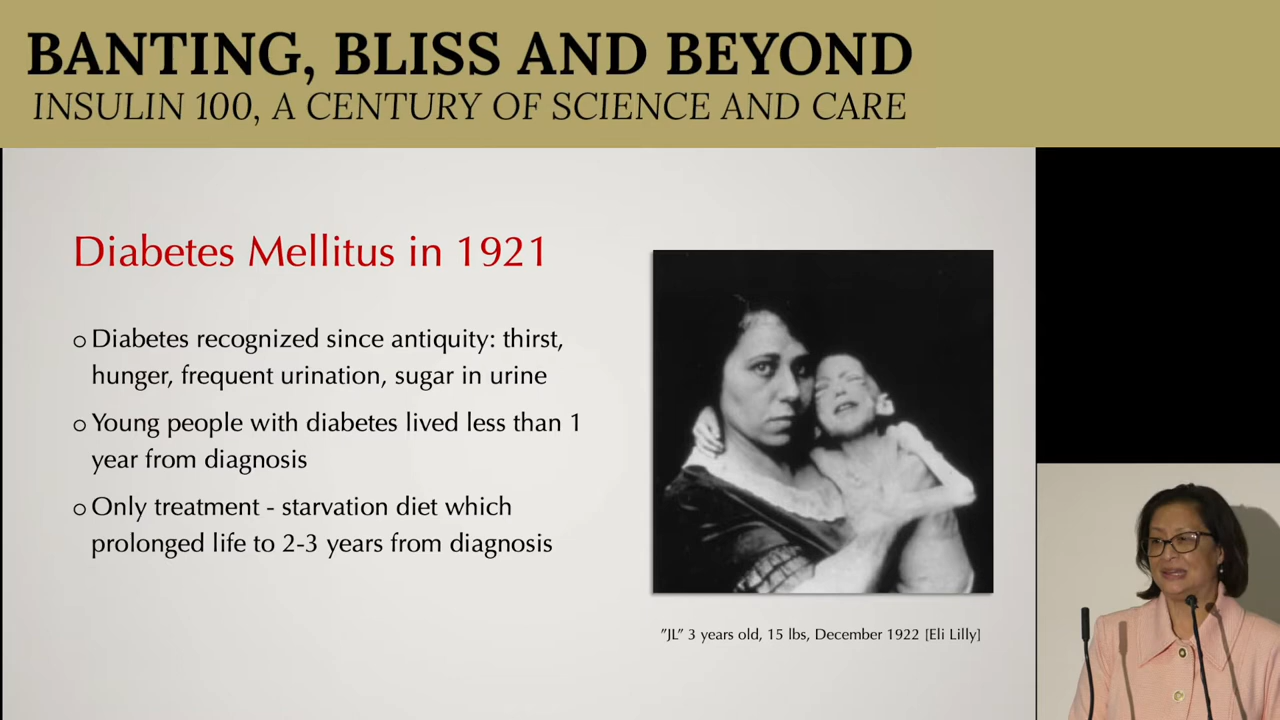 BANTING, BLISS AND BEYOND
INSULIN 100, A CENTURY OF SCIENCE AND CARE
Diabetes Mellitus in 1921
Diabetes recognized since antiquity: thirst,
hunger, frequent urination, sugar in urine
Young people with diabetes lived less than 1
year from diagnosis
Only treatment - starvation diet which
prolonged life to 2-3 years from diagnosis
"JL" 3 years old, 15 lbs, December 1922 [Eli Lilly]